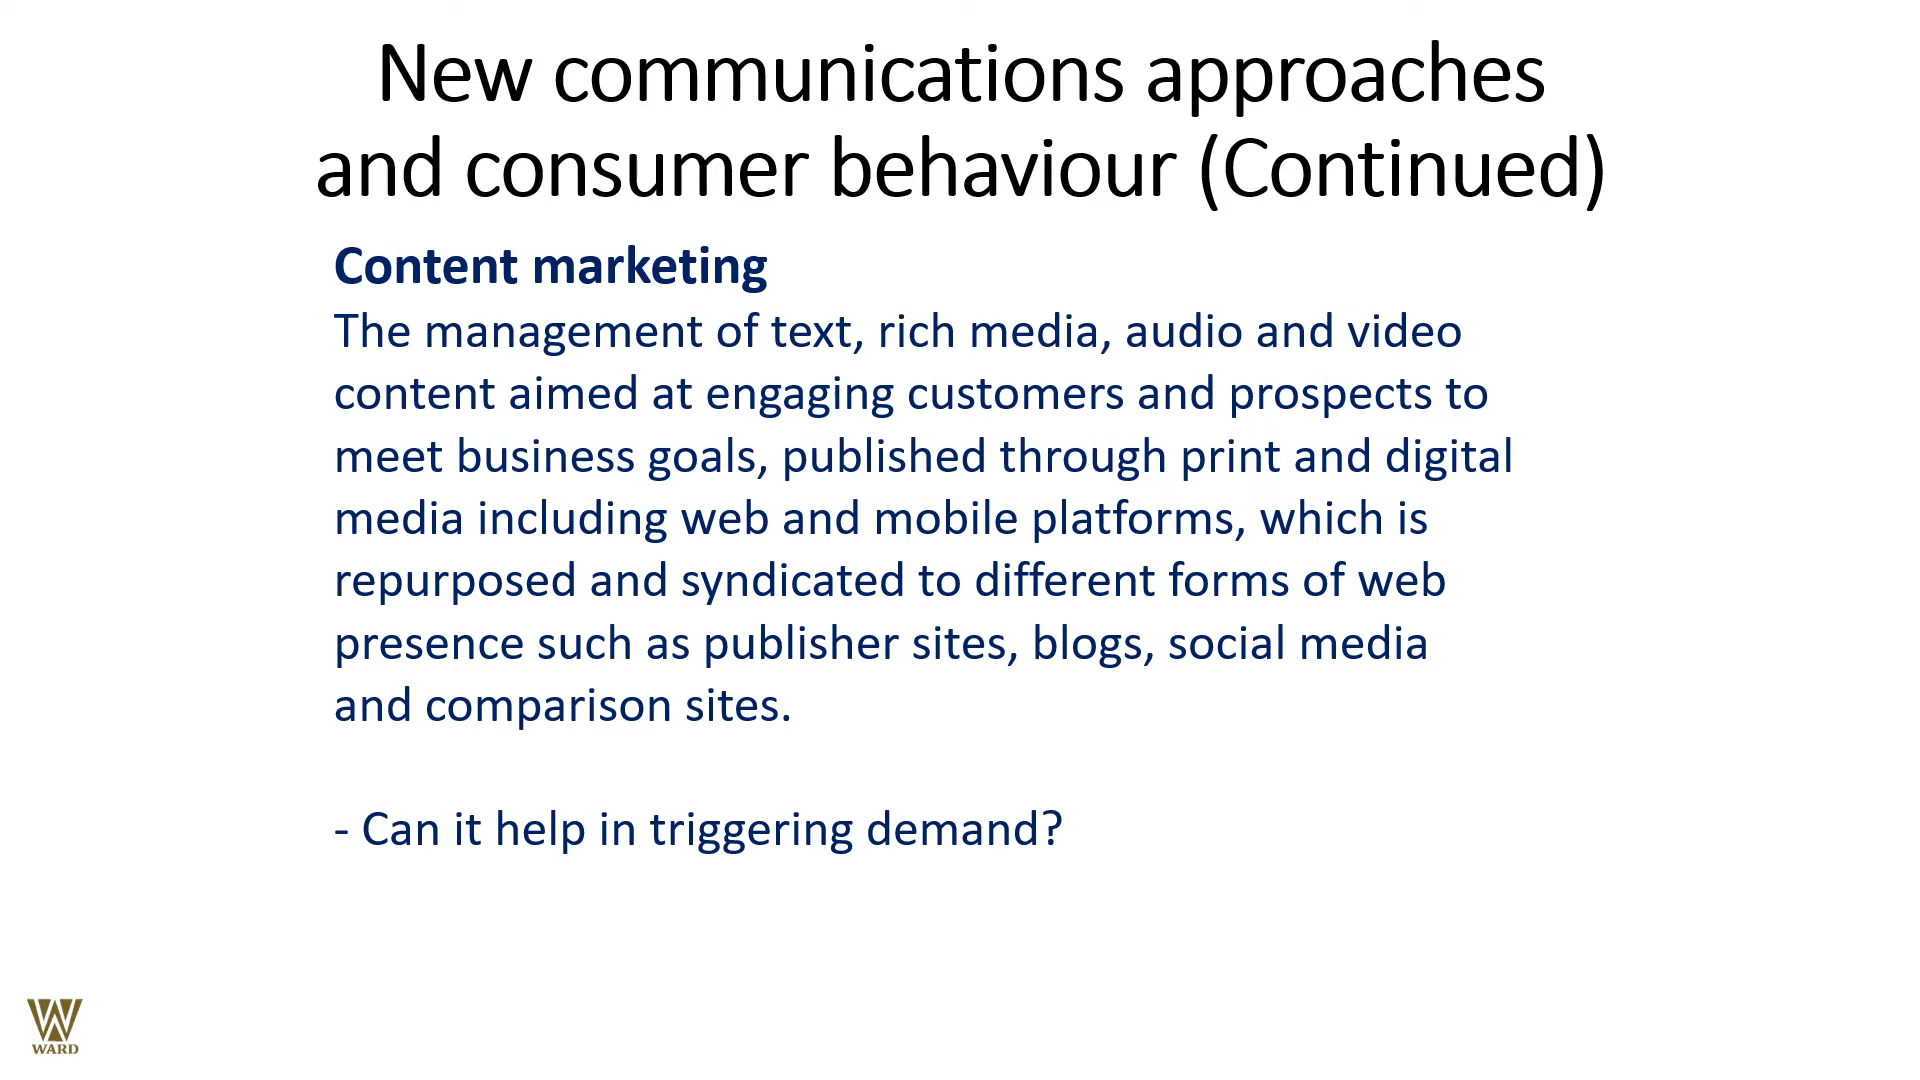 New communications approaches
and consumer behaviour (Continued)
Content marketing
The management of text, rich media, audio and video
content aimed at engaging customers and prospects to
meet business goals, published through print and digital
media including web and mobile platforms, which is
repurposed and syndicated to different forms of web
presence such as publisher sites, blogs, social media
and comparison sites.
- Can it help in triggering demand?
WARD